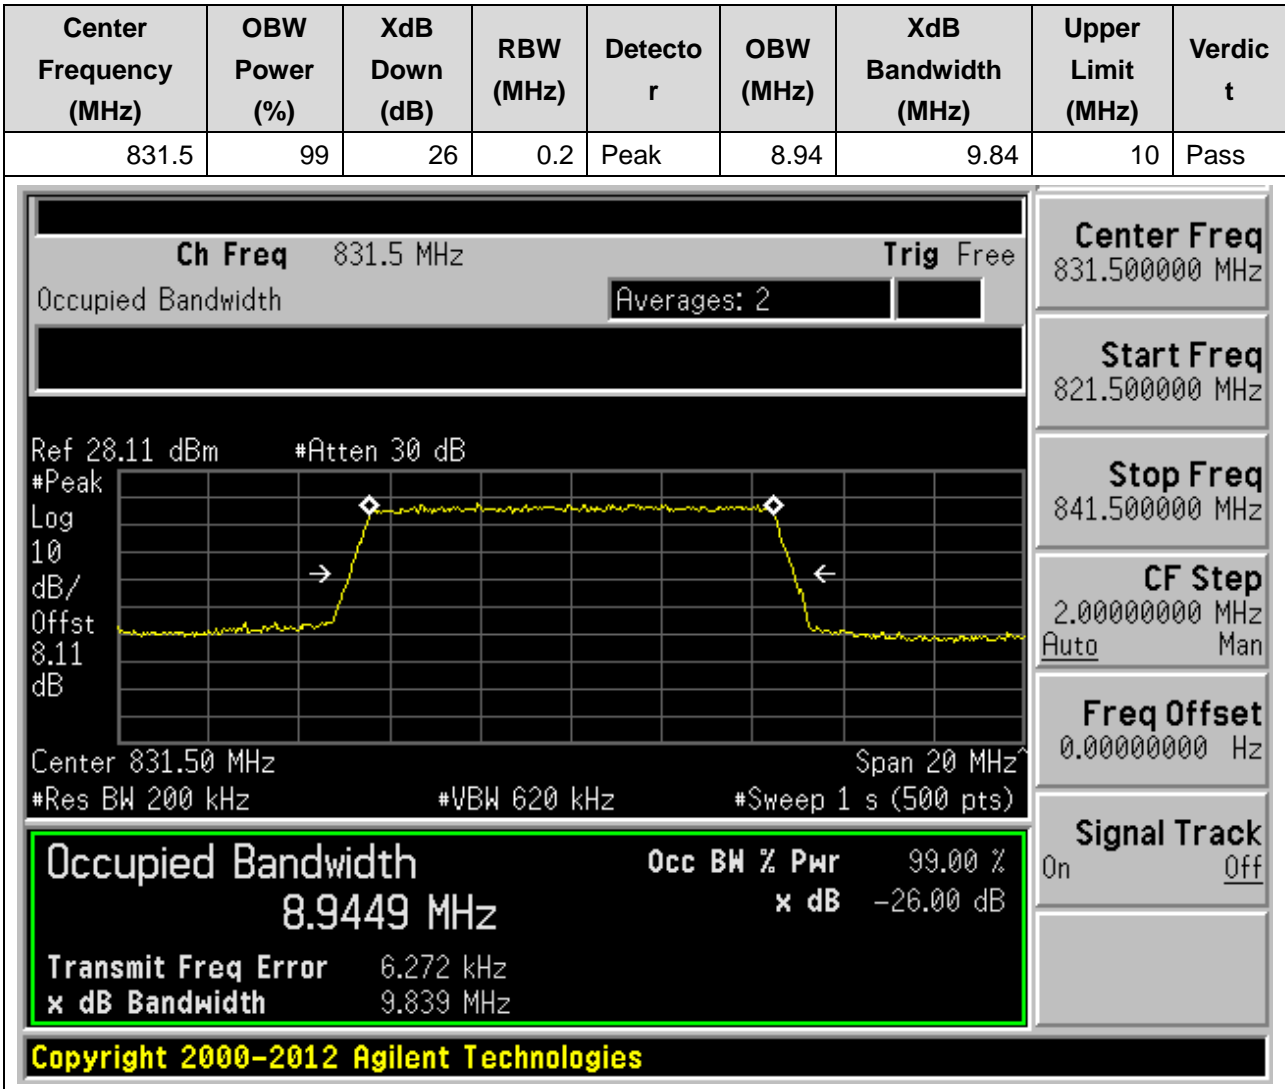 Center Frequency (MHz) OBW Power (%) XdB Down (dB) RBW (MHz) Detecto r OBW (MHz) XdB Bandwidth (MHz) Upper Limit (MHz) Verdic t
831.5 99 26 0.2 Peak 8.94 9.84 10 Pass
Ch Freq 831.5 MHz Trig Free
Occupied Bandwidth Averages: 2
Ref 28.11 dBm #Atten 30 dB
#Peak
Log
10
dB/
Offst
8.11
dB
Center 831.50 MHz Span 20 MHz^
#Res BW 200 kHz #VBW 620 kHz #Sweep 1 s (500 pts)
Occupied Bandwidth Occ BW % Pwr 99.00 %
8.9449 MHz x dB -26.00 dB
Transmit Freq Error 6.272 kHz
x dB Bandwidth 9.839 MHz
Copyright 2000-2012 Agilent Technologies
Center Freq
831.500000 MHz
Start Freq
821.500000 MHz
Stop Freq
841.500000 MHz
CF Step
2.00000000 MHz
Auto Man
Freq Offset
0.00000000 Hz
Signal Track
On Off